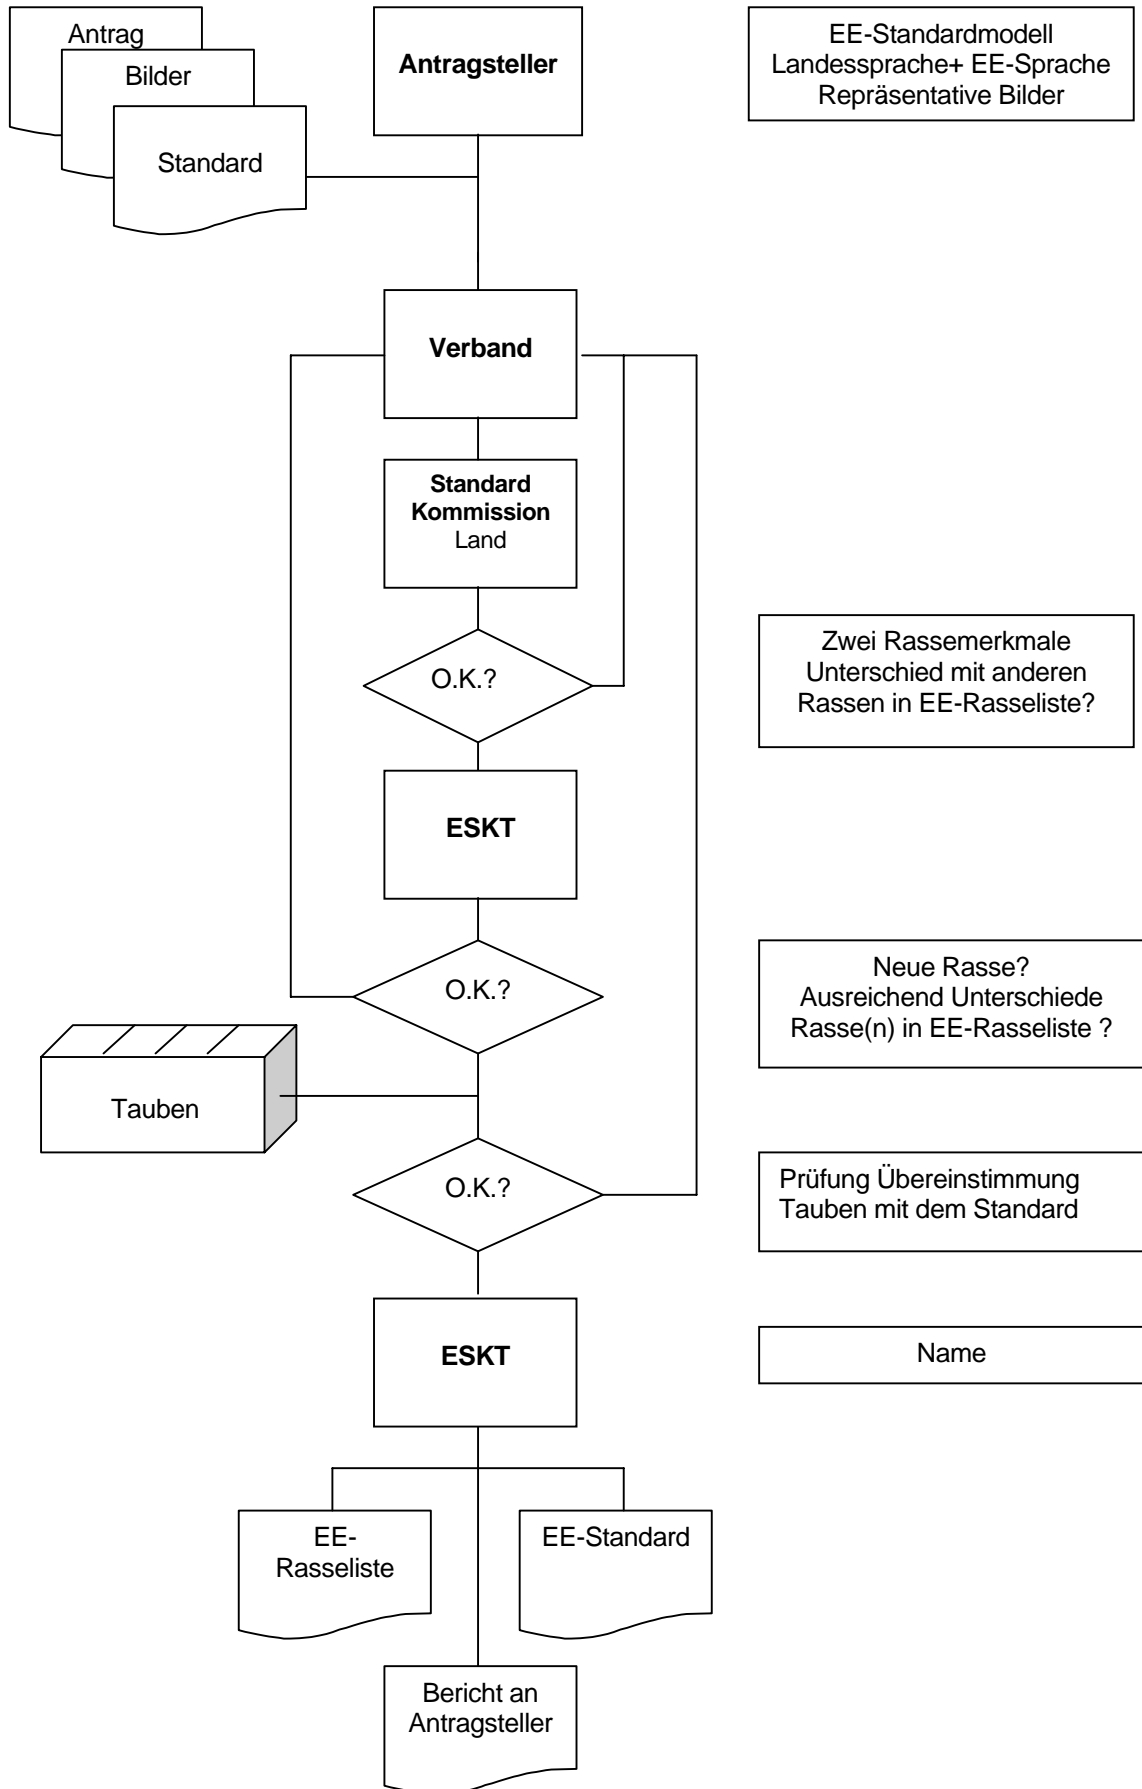 Antrag
Bilder
Standard
Antragsteller
EE-Standardmodell
Landessprache+ EE-Sprache
Repräsentative Bilder
Verband
Standard
Kommission
Land
O.K.?
Zwei Rassemerkmale
Unterschied mit anderen
Rassen in EE-Rasseliste?
ESKT
O.K.?
Neue Rasse?
Ausreichend Unterschiede
Rasse(n) in EE-Rasseliste ?
Tauben
O.K.?
Prüfung Übereinstimmung
Tauben mit dem Standard
ESKT
Name
EE-
Rasseliste
EE-Standard
Bericht an
Antragsteller